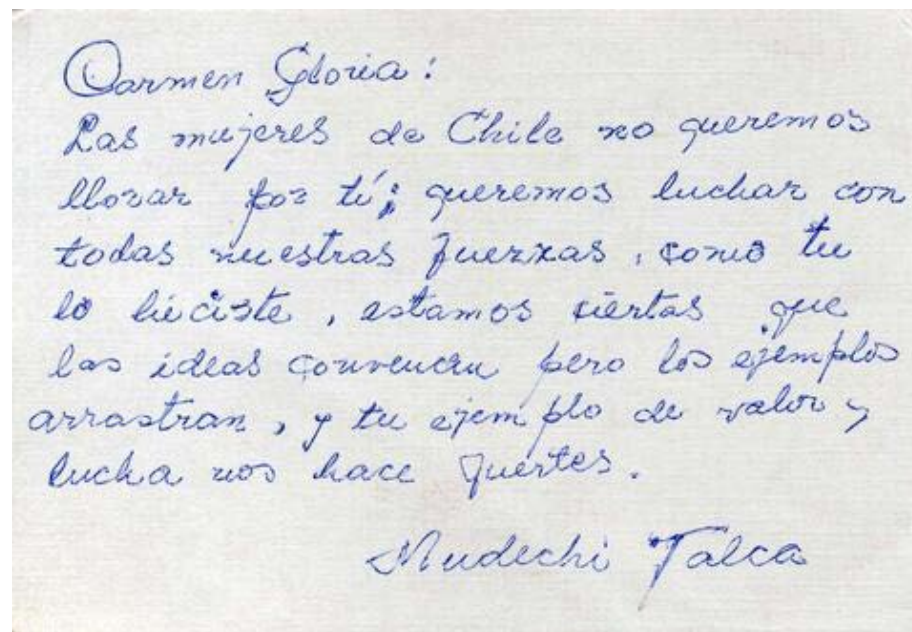 Carmen Gloria:
Las mujeres de Chile no queremos
llorar por tí; queremos luchar con
todas nuestras fuerzas, como tu
lo hiciste, estamos ciertas que
las ideas convencen pero los ejemplos
arrastran, y tu ejemplo de valor y
lucha nos hace fuertes.
Mudechi Talca